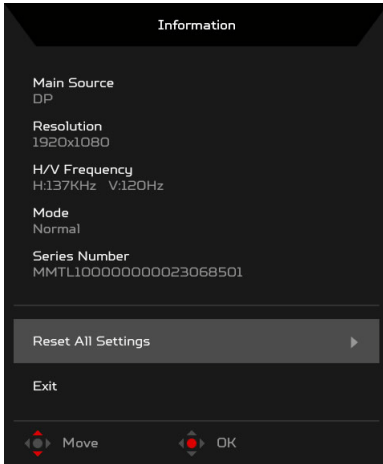 Information
Main Source
DP
Resolution
1920x1080
H/V Frequency
H:137KHz V:120Hz
Mode
Normal
Series Number
MMTL100000000023068501
Reset All Settings
Exit
Move OK